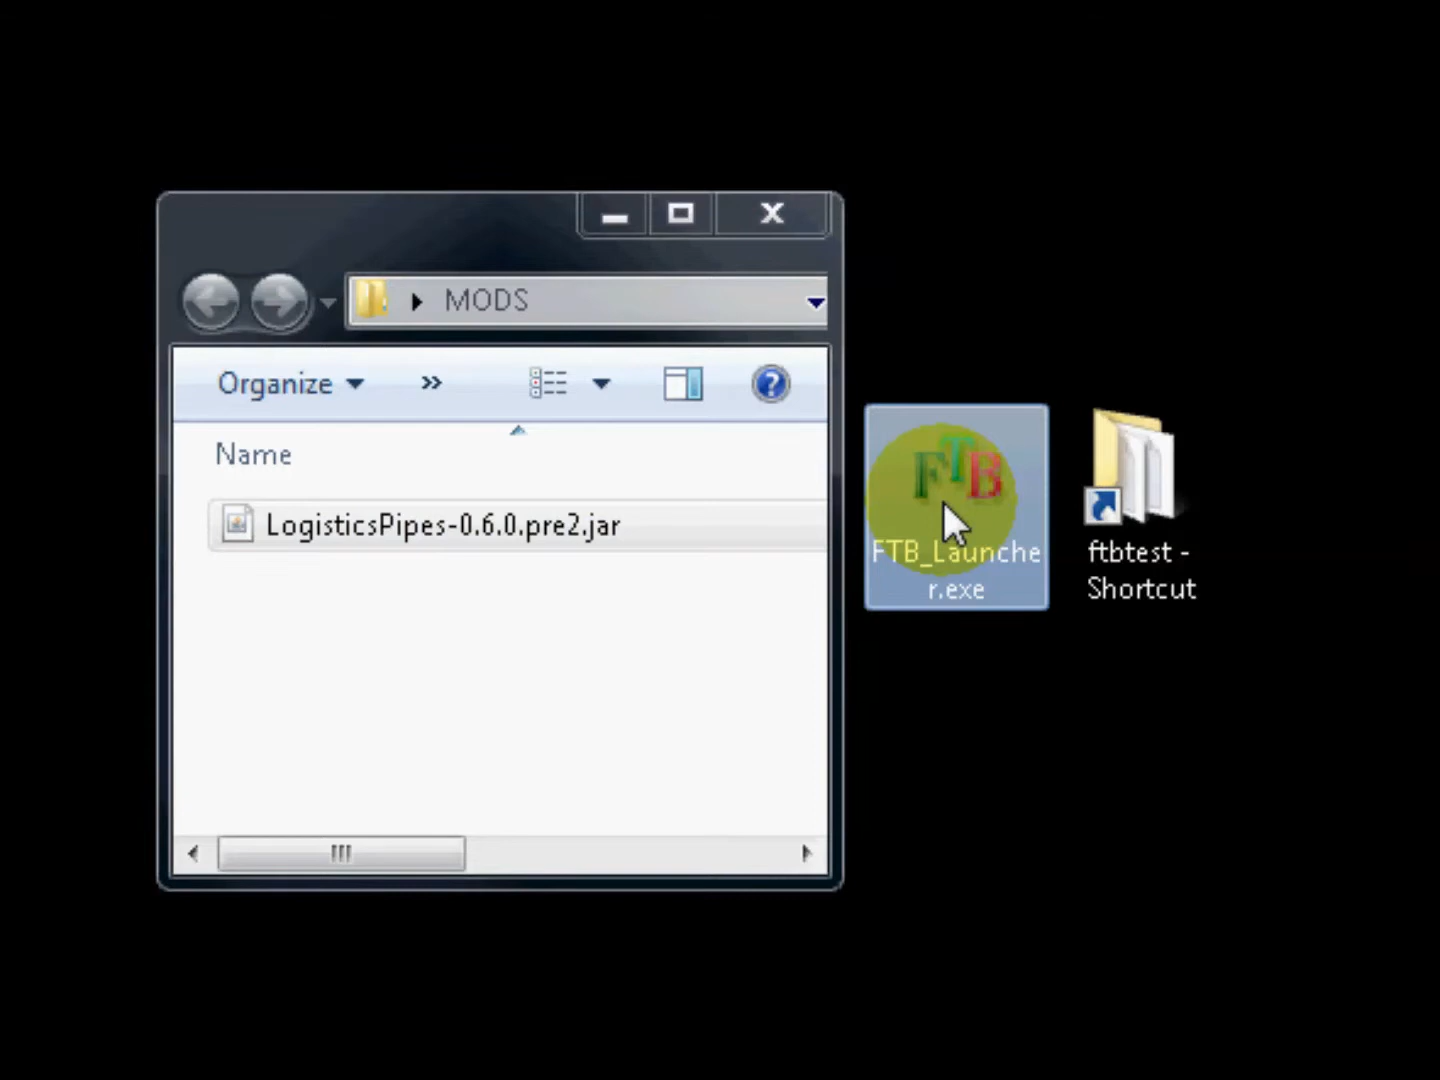 MODS
Organize
»
Name
LogisticsPipes-0.6.0.pre2.jar
FTB
FTB_Launche
r.exe
ftbtest -
Shortcut